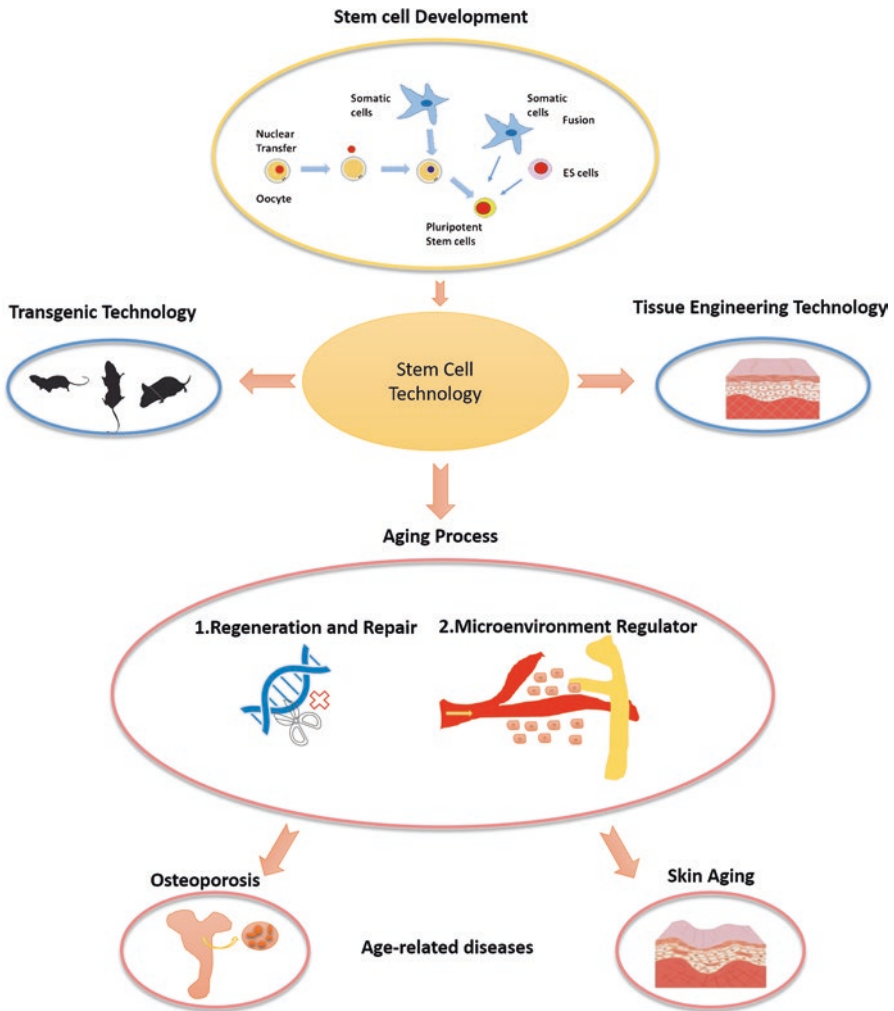 Stem cell Development
Somatic
cells
Somatic
cells
Fusion
Nuclear
Transfer
ES cells
Oocyte
Pluripotent
Stem cells
Transgenic Technology
Tissue Engineering Technology
Stem Cell
Technology
Aging Process
1.Regeneration and Repair
2.Microenvironment Regulator
Osteoporosis
Skin Aging
Age-related diseases